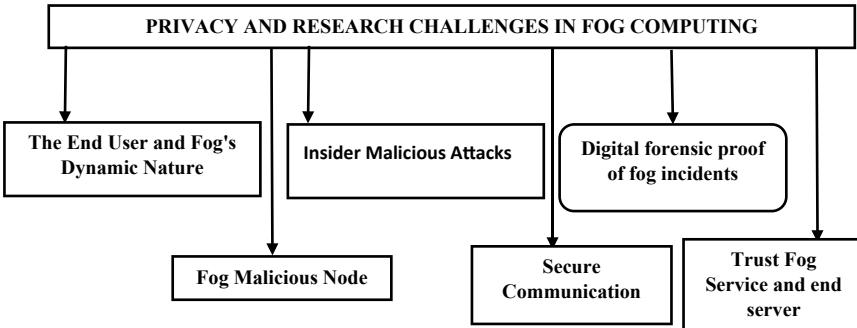 PRIVACY AND RESEARCH CHALLENGES IN FOG COMPUTING
The End User and Fog's
Dynamic Nature
Insider Malicious Attacks
Digital forensic proof
of fog incidents
Fog Malicious Node
Secure
Communication
Trust Fog
Service and end
server